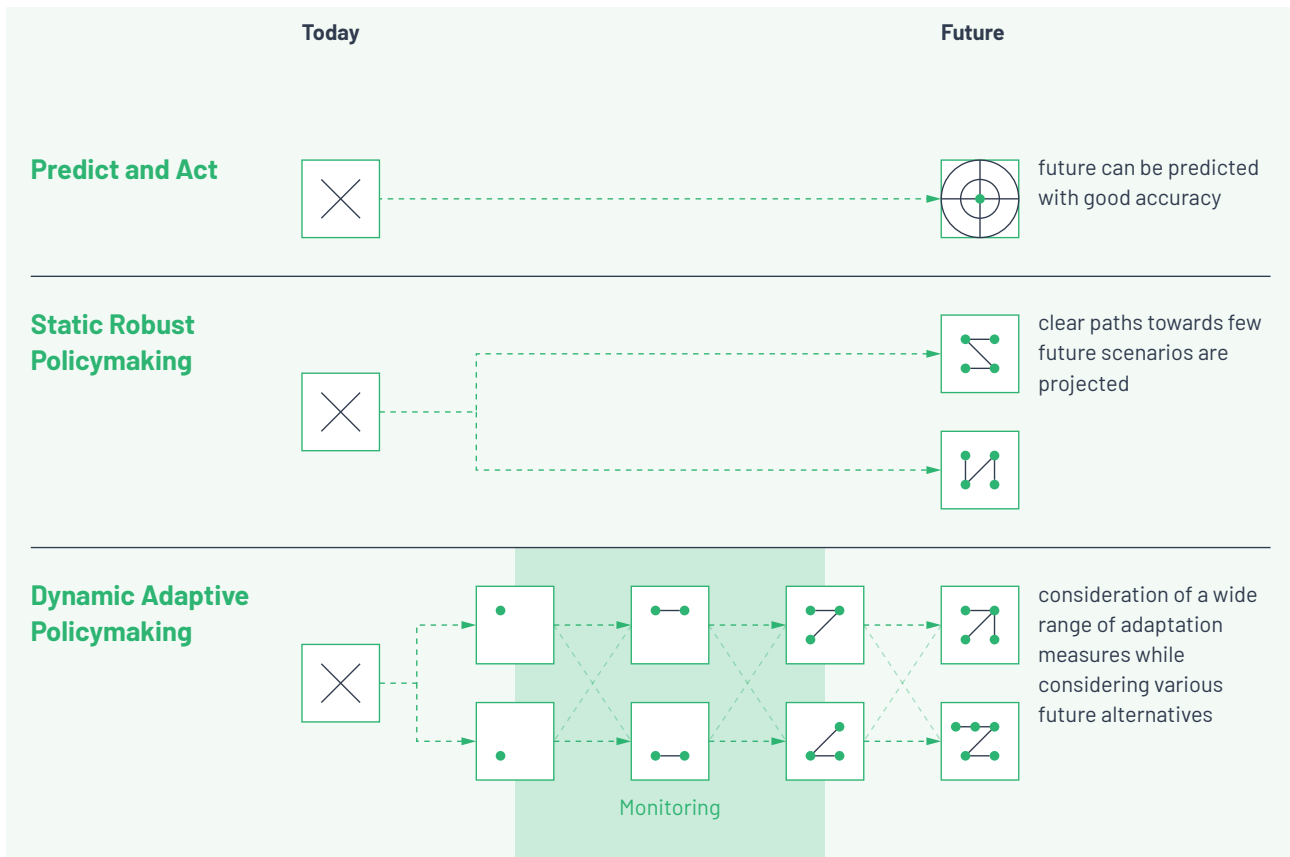 Today
Future
Predict and Act
future can be predicted
with good accuracy
Static Robust
Policymaking
clear paths towards few
future scenarios are
projected
Dynamic Adaptive
Policymaking
consideration of a wide
range of adaptation
measures while
considering various
future alternatives
Monitoring